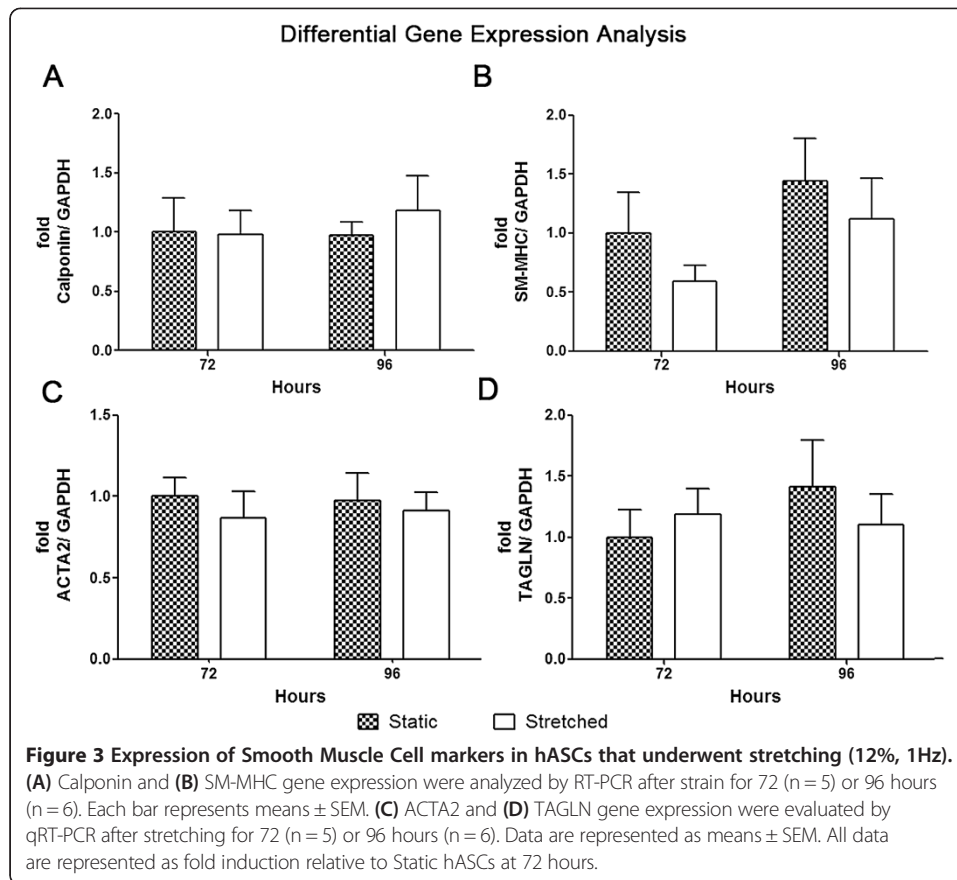 Differential Gene Expression Analysis
A
fold
Calponin/ GAPDH
2.0
1.5
1.0
0.5
0.0
72
96
Hours
B
fold
SM-MHC/ GAPDH
2.0
1.5
1.0
0.5
0.0
72
96
Hours
C
fold
ACTA2/ GAPDH
1.5
1.0
0.5
0.0
72
96
Hours
D
fold
TAGLN/ GAPDH
2.0
1.5
1.0
0.5
0.0
72
96
Hours
Static
Stretched
Figure 3 Expression of Smooth Muscle Cell markers in hASCs that underwent stretching (12%, 1Hz).
(A) Calponin and (B) SM-MHC gene expression were analyzed by RT-PCR after strain for 72 (n = 5) or 96 hours
(n = 6). Each bar represents means ± SEM. (C) ACTA2 and (D) TAGLN gene expression were evaluated by
qRT-PCR after stretching for 72 (n = 5) or 96 hours (n = 6). Data are represented as means ± SEM. All data
are represented as fold induction relative to Static hASCs at 72 hours.